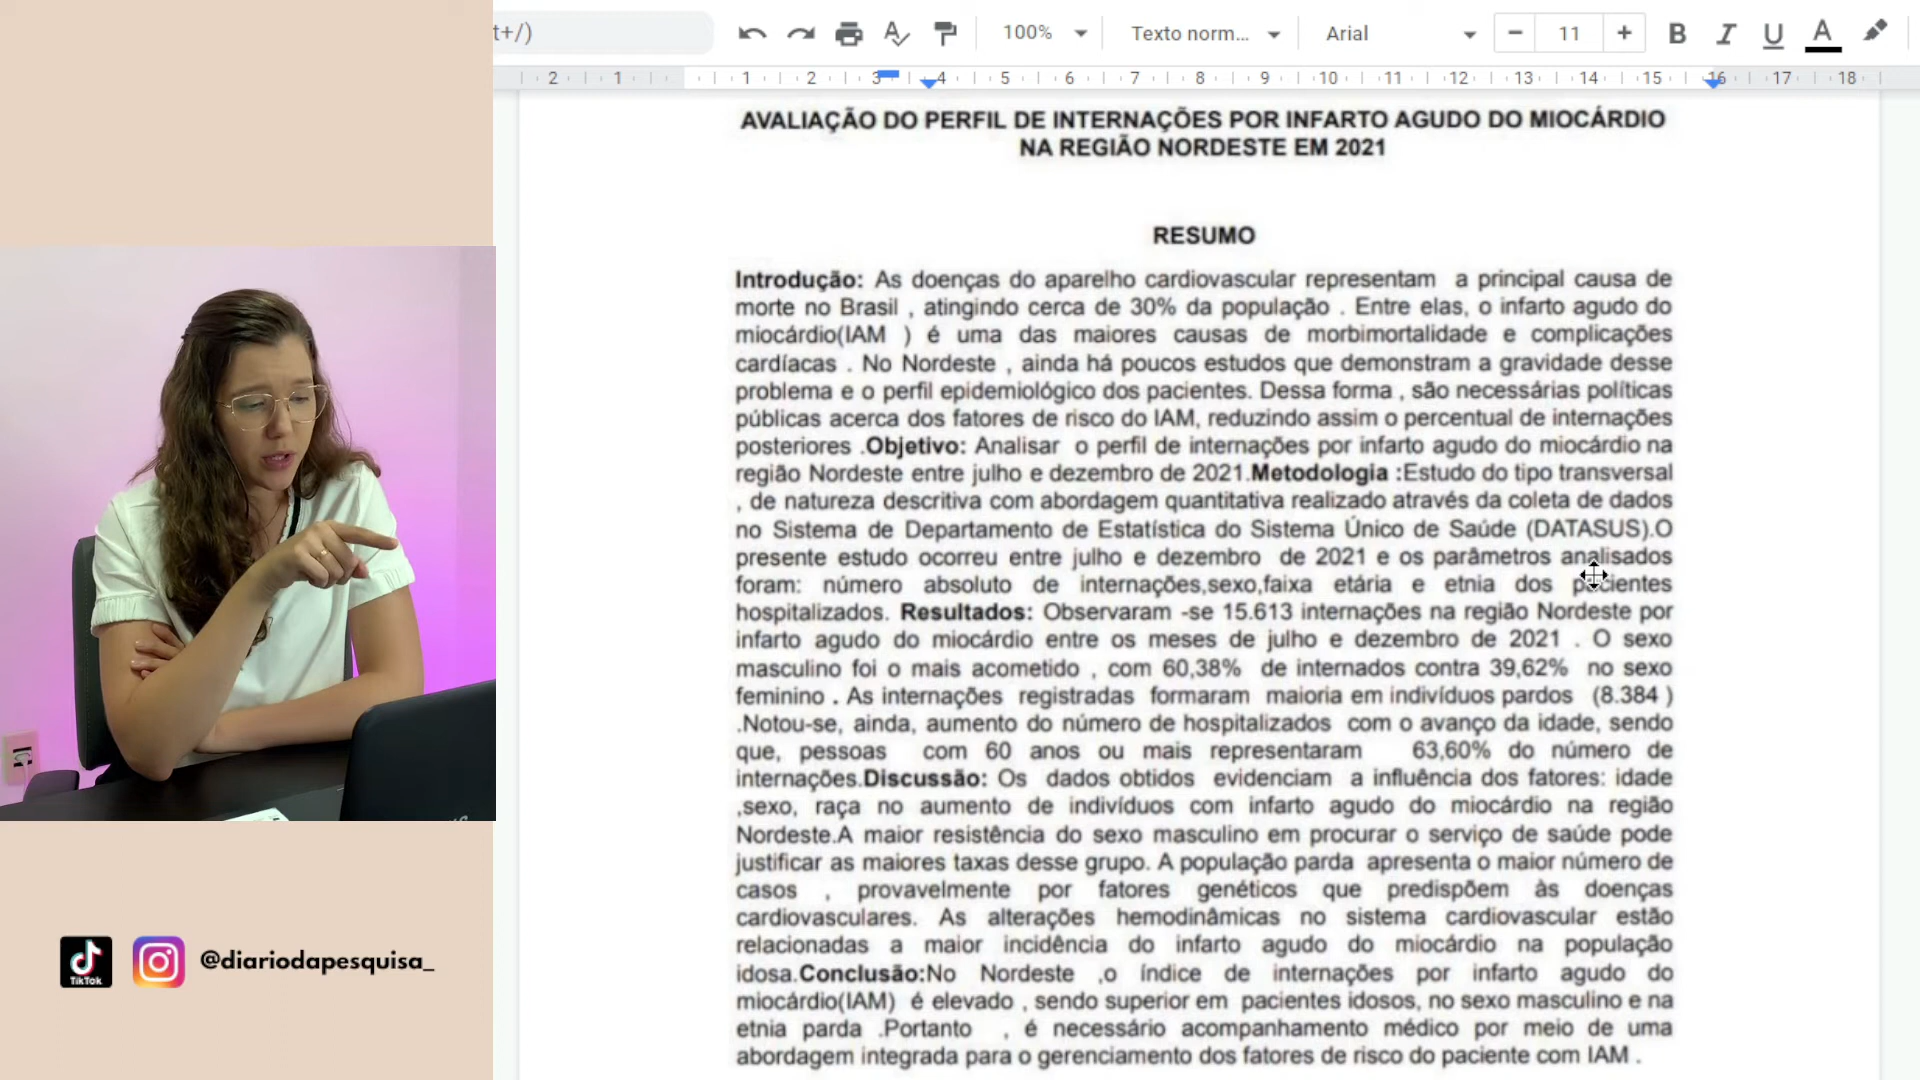 t+/)
100%
Texto norm...
Arial
11
B I U A
2 1 1 2 3 4 5 6 7 8 9 10 11 12 13 14 15 16 17 18
AVALIAÇÃO DO PERFIL DE INTERNAÇÕES POR INFARTO AGUDO DO MIOCÁRDIO
NA REGIÃO NORDESTE EM 2021
RESUMO
Introdução: As doenças do aparelho cardiovascular representam a principal causa de
morte no Brasil , atingindo cerca de 30% da população . Entre elas, o infarto agudo do
miocárdio(IAM ) é uma das maiores causas de morbimortalidade e complicações
cardíacas . No Nordeste , ainda há poucos estudos que demonstram a gravidade desse
problema e o perfil epidemiológico dos pacientes. Dessa forma , são necessárias políticas
públicas acerca dos fatores de risco do IAM, reduzindo assim o percentual de internações
posteriores .Objetivo: Analisar o perfil de internações por infarto agudo do miocárdio na
região Nordeste entre julho e dezembro de 2021.Metodologia :Estudo do tipo transversal
, de natureza descritiva com abordagem quantitativa realizado através da coleta de dados
no Sistema de Departamento de Estatística do Sistema Único de Saúde (DATASUS).O
presente estudo ocorreu entre julho e dezembro de 2021 e os parâmetros analisados
foram: número absoluto de internações,sexo,faixa etária e etnia dos pacientes
hospitalizados. Resultados: Observaram -se 15.613 internações na região Nordeste por
infarto agudo do miocárdio entre os meses de julho e dezembro de 2021 . O sexo
masculino foi o mais acometido , com 60,38% de internados contra 39,62% no sexo
feminino . As internações registradas formaram maioria em indivíduos pardos (8.384 )
.Notou-se, ainda, aumento do número de hospitalizados com o avanço da idade, sendo
que, pessoas com 60 anos ou mais representaram 63,60% do número de
internações.Discussão: Os dados obtidos evidenciam a influência dos fatores: idade
,sexo, raça no aumento de indivíduos com infarto agudo do miocárdio na região
Nordeste.A maior resistência do sexo masculino em procurar o serviço de saúde pode
justificar as maiores taxas desse grupo. A população parda apresenta o maior número de
casos , provavelmente por fatores genéticos que predispõem às doenças
cardiovasculares. As alterações hemodinâmicas no sistema cardiovascular estão
relacionadas a maior incidência do infarto agudo do miocárdio na população
idosa.Conclusão:No Nordeste ,o índice de internações por infarto agudo do
miocárdio(IAM) é elevado , sendo superior em pacientes idosos, no sexo masculino e na
etnia parda .Portanto , é necessário acompanhamento médico por meio de uma
abordagem integrada para o gerenciamento dos fatores de risco do paciente com IAM .
TikTok
@diariodapesquisa_